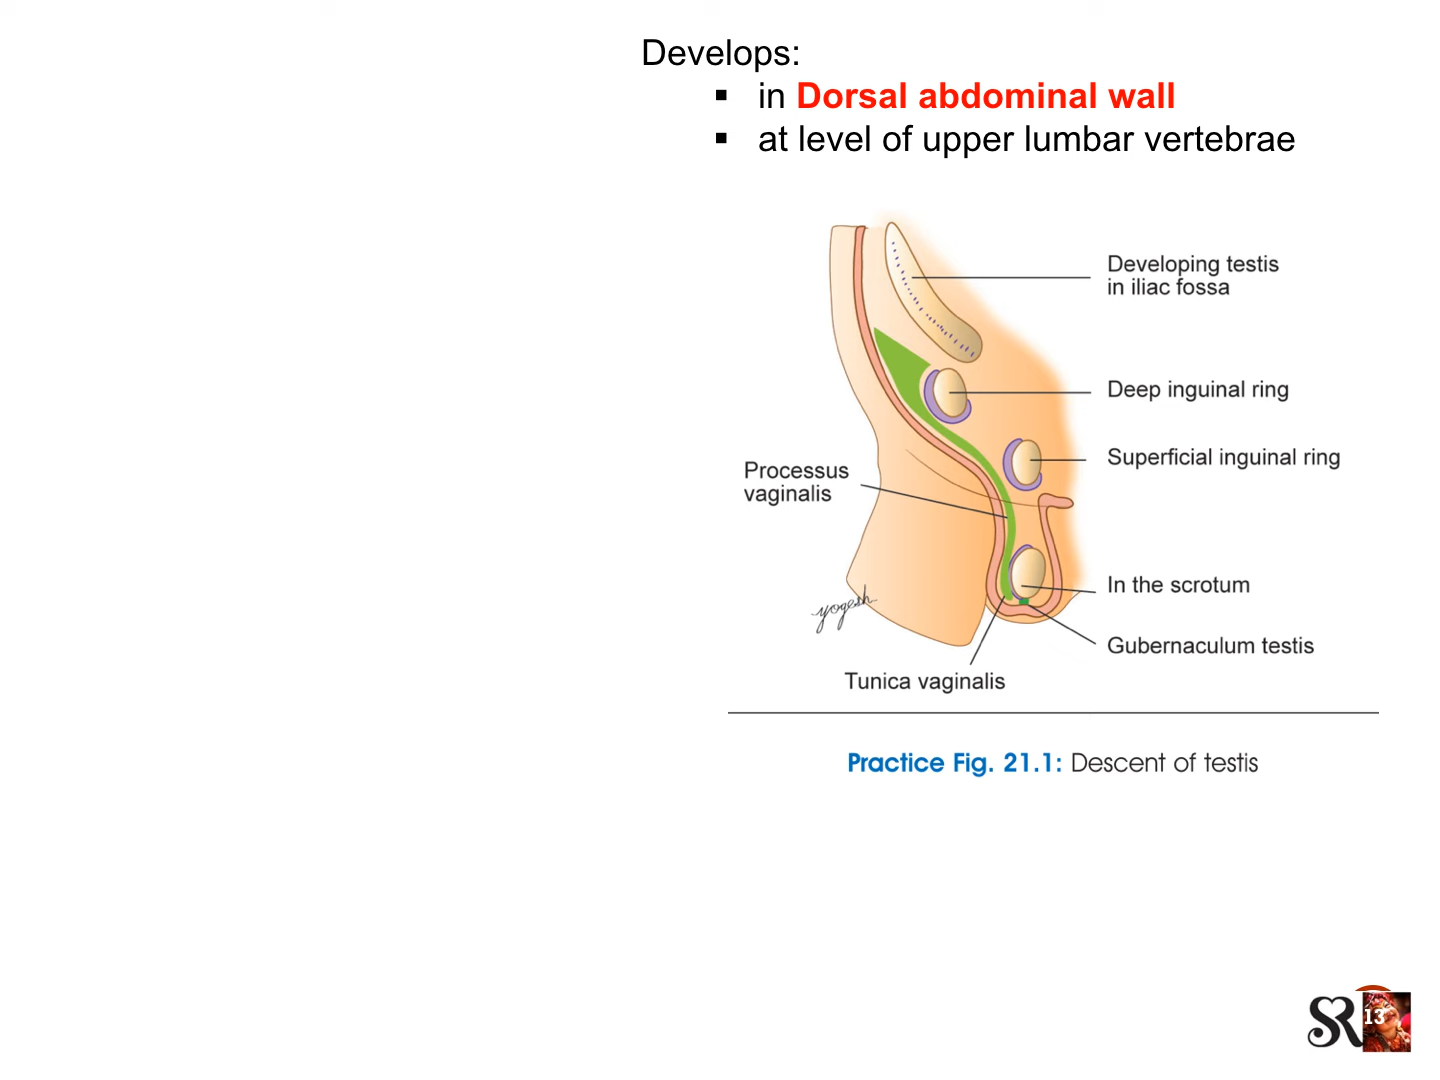 Develops:
▪ in Dorsal abdominal wall
▪ at level of upper lumbar vertebrae
Developing testis
in iliac fossa
Deep inguinal ring
Superficial inguinal ring
Processus
vaginalis
In the scrotum
yogesh
Gubernaculum testis
Tunica vaginalis
Practice Fig. 21.1: Descent of testis
SR
13